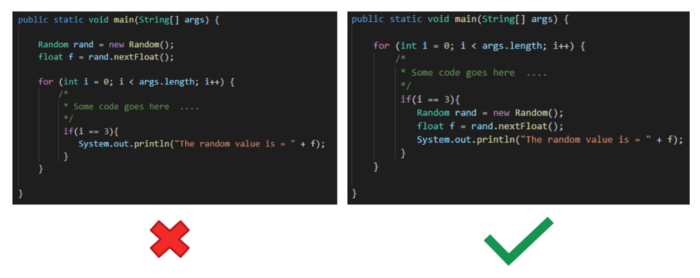 public static void main(String[] args) {
Random rand = new Random();
float f = rand.nextFloat();
for (int i = 0; i < args.length; i++) {
/*
* Some code goes here  ....
*/
if(i == 3){
System.out.println("The random value is = " + f);
}
}
}
public static void main(String[] args) {
for (int i = 0; i < args.length; i++) {
/*
* Some code goes here  ....
*/
if(i == 3){
Random rand = new Random();
float f = rand.nextFloat();
System.out.println("The random value is = " + f);
}
}
}